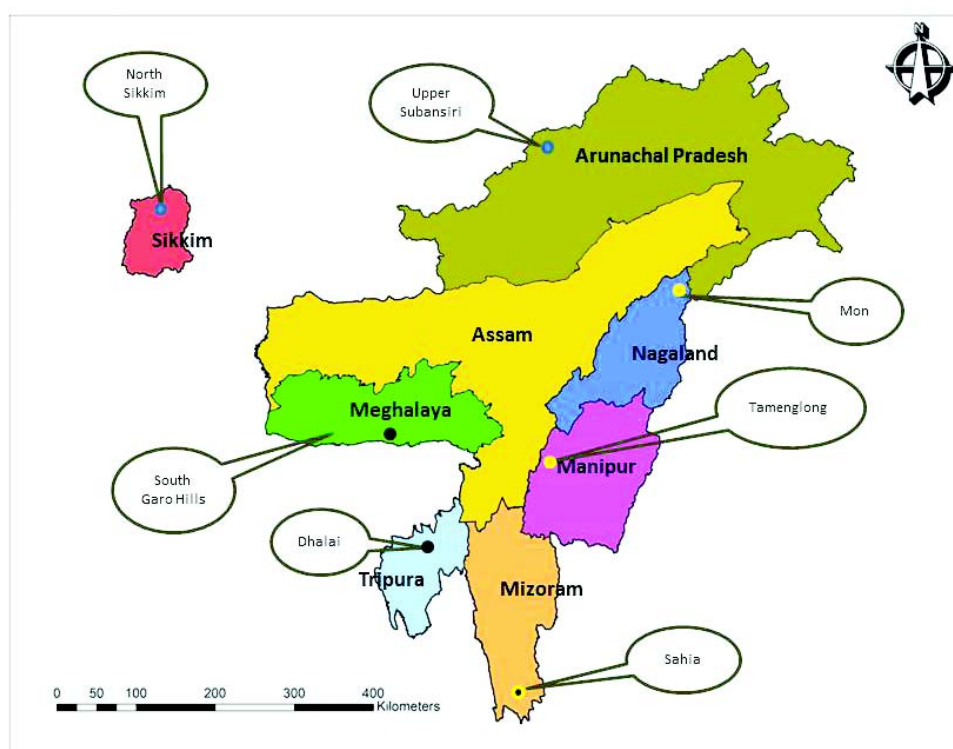 N
North
Sikkim
Upper
Subansiri
Arunachal Pradesh
Sikkim
Mon
Assam
Nagaland
Meghalaya
Tamenglong
Manipur
South
Garo Hills
Dhalai
Tripura
Mizoram
Sahia
0 50 100 200 300 400
Kilometers